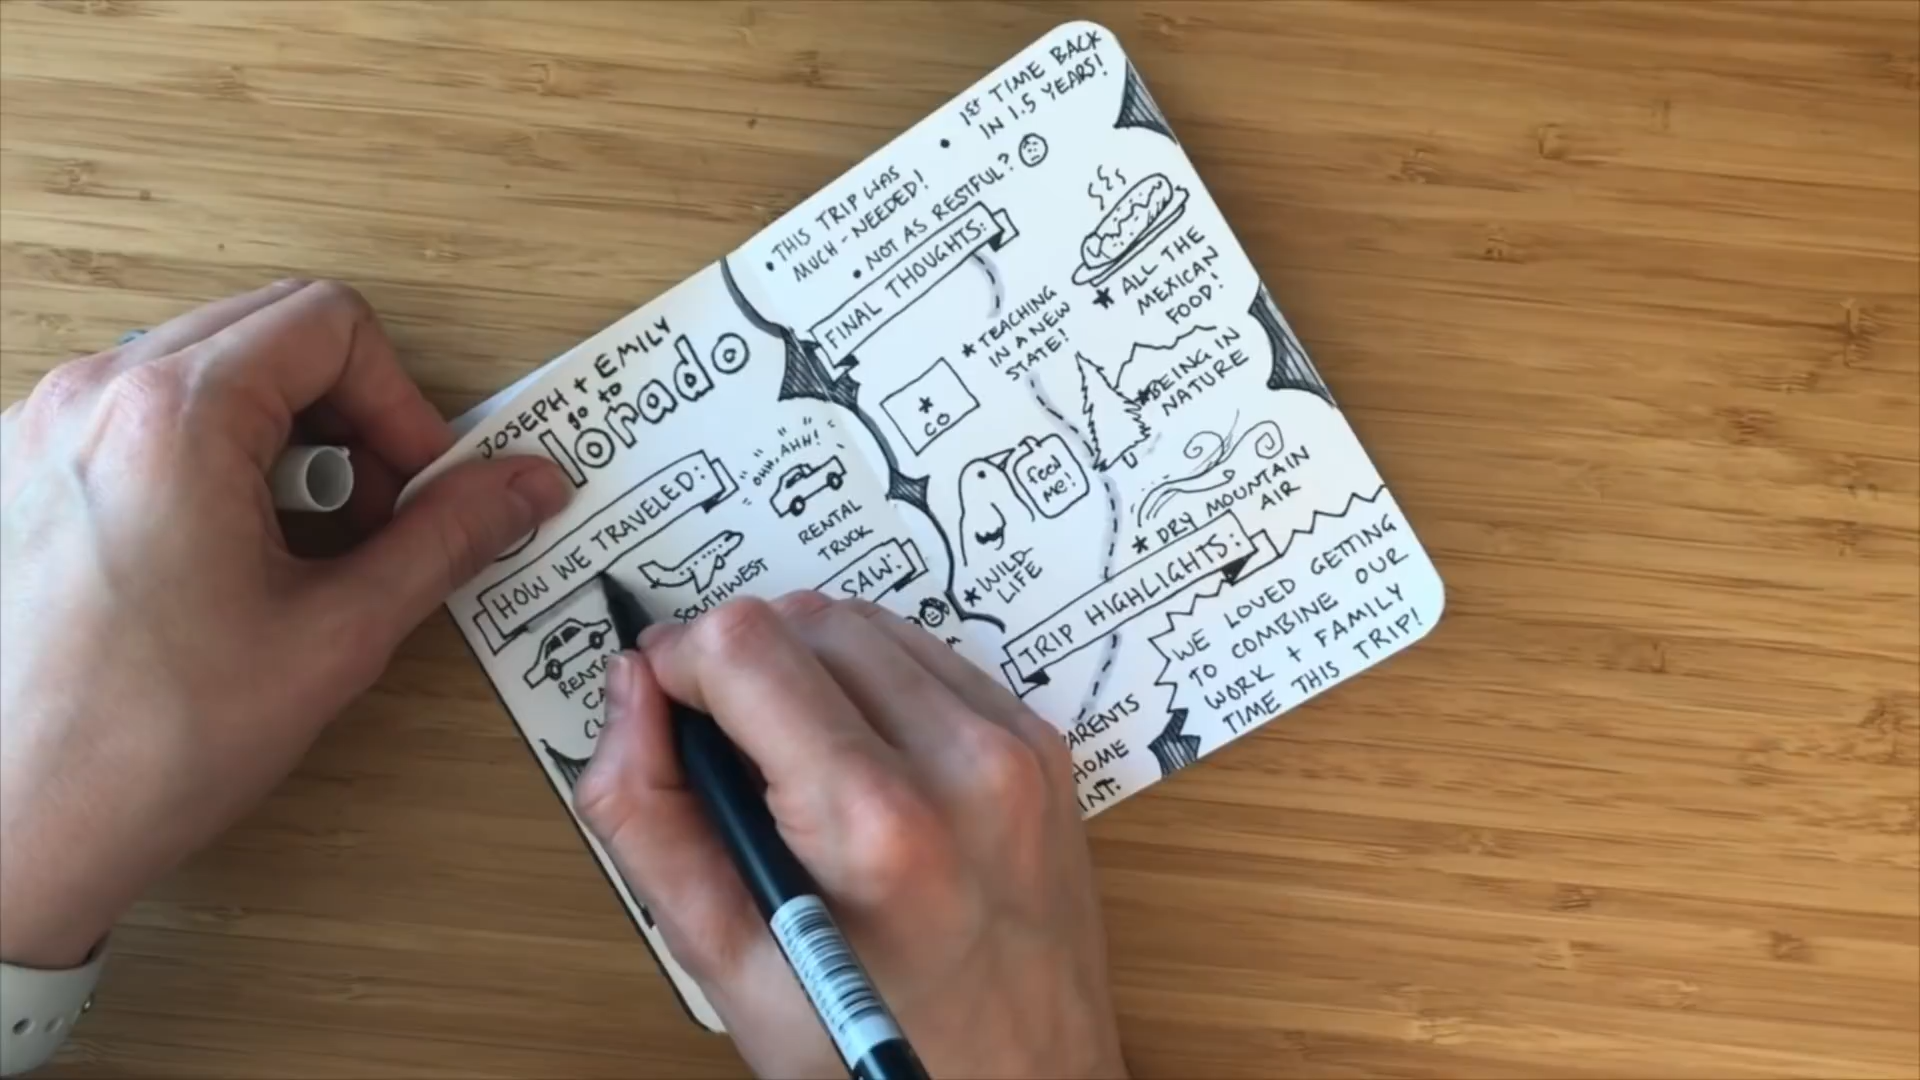 JOSEPH + EMILY
go to
lorado
HOW WE TRAVELED:
RENTAL
CA
SOUTHWEST
"OHH, AHH!"
RENTAL
TRUCK
SAW:
• THIS TRIP WAS
MUCH-NEEDED!
• 1ST TIME BACK
IN 1.5 YEARS!
• NOT AS RESTFUL?
FINAL THOUGHTS:
* TEACHING
IN A NEW
STATE!
CO
* ALL THE
MEXICAN
FOOD!
* BEING IN
NATURE
feed
me!
* WILD-
LIFE
* DRY MOUNTAIN
AIR
TRIP HIGHLIGHTS:
WE LOVED GETTING
TO COMBINE OUR
WORK + FAMILY
TIME THIS TRIP!
PARENTS
HOME
INT.